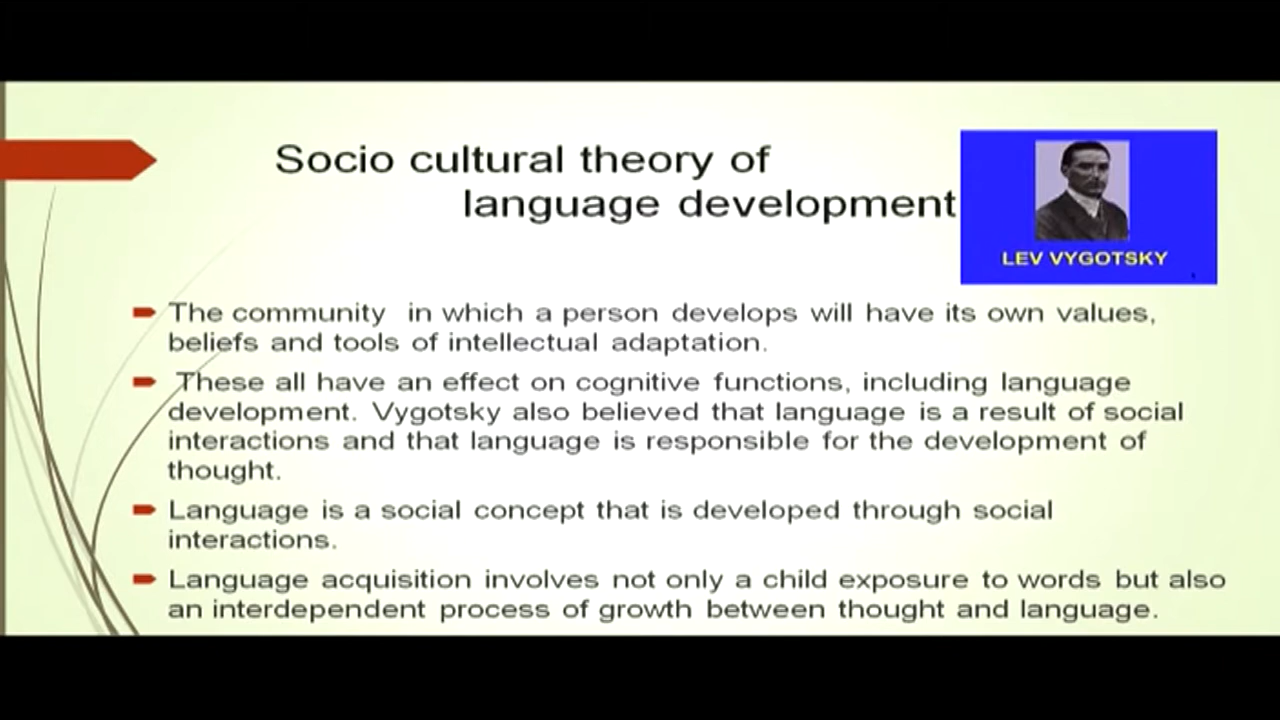 Socio cultural theory of
language development
LEV VYGOTSKY
The community in which a person develops will have its own values,
beliefs and tools of intellectual adaptation.
These all have an effect on cognitive functions, including language
development. Vygotsky also believed that language is a result of social
interactions and that language is responsible for the development of
thought.
Language is a social concept that is developed through social
interactions.
Language acquisition involves not only a child exposure to words but also
an interdependent process of growth between thought and language.